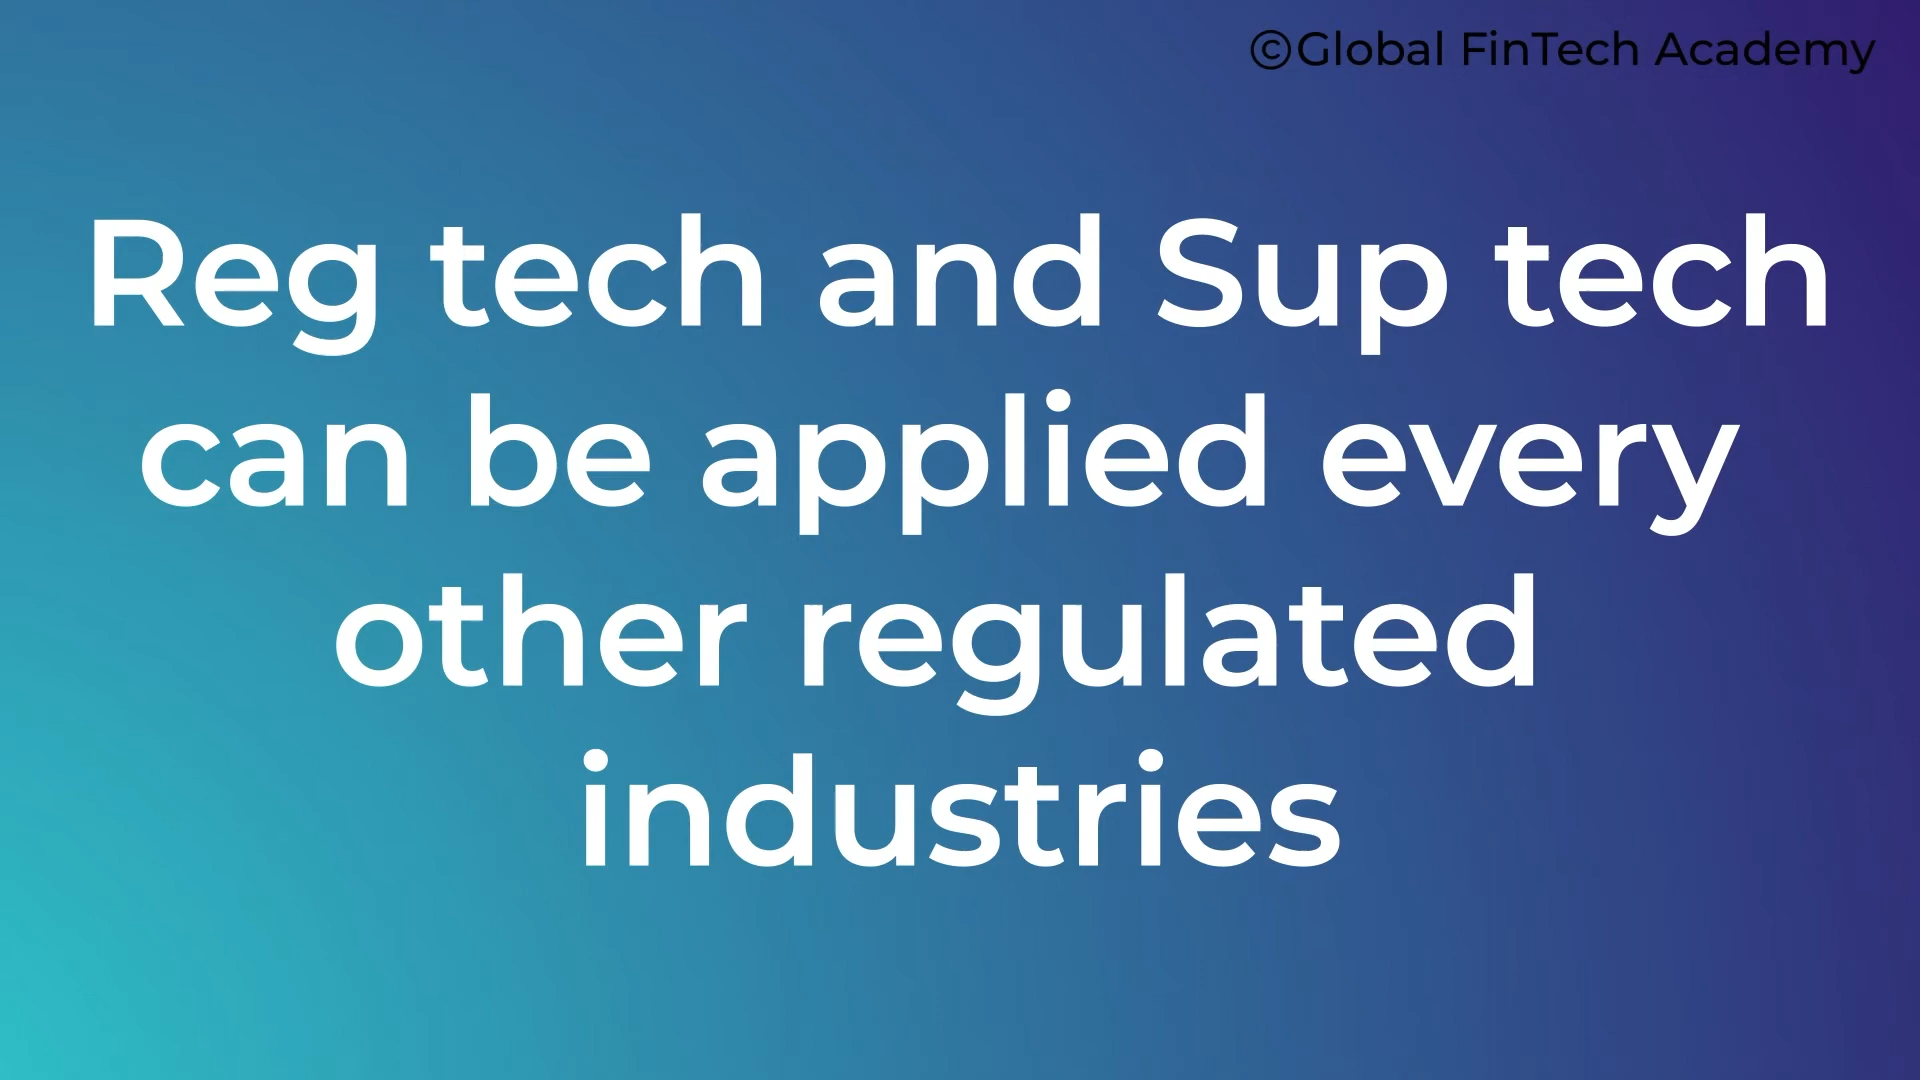 ©Global FinTech Academy
Reg tech and Sup tech
can be applied every
other regulated
industries